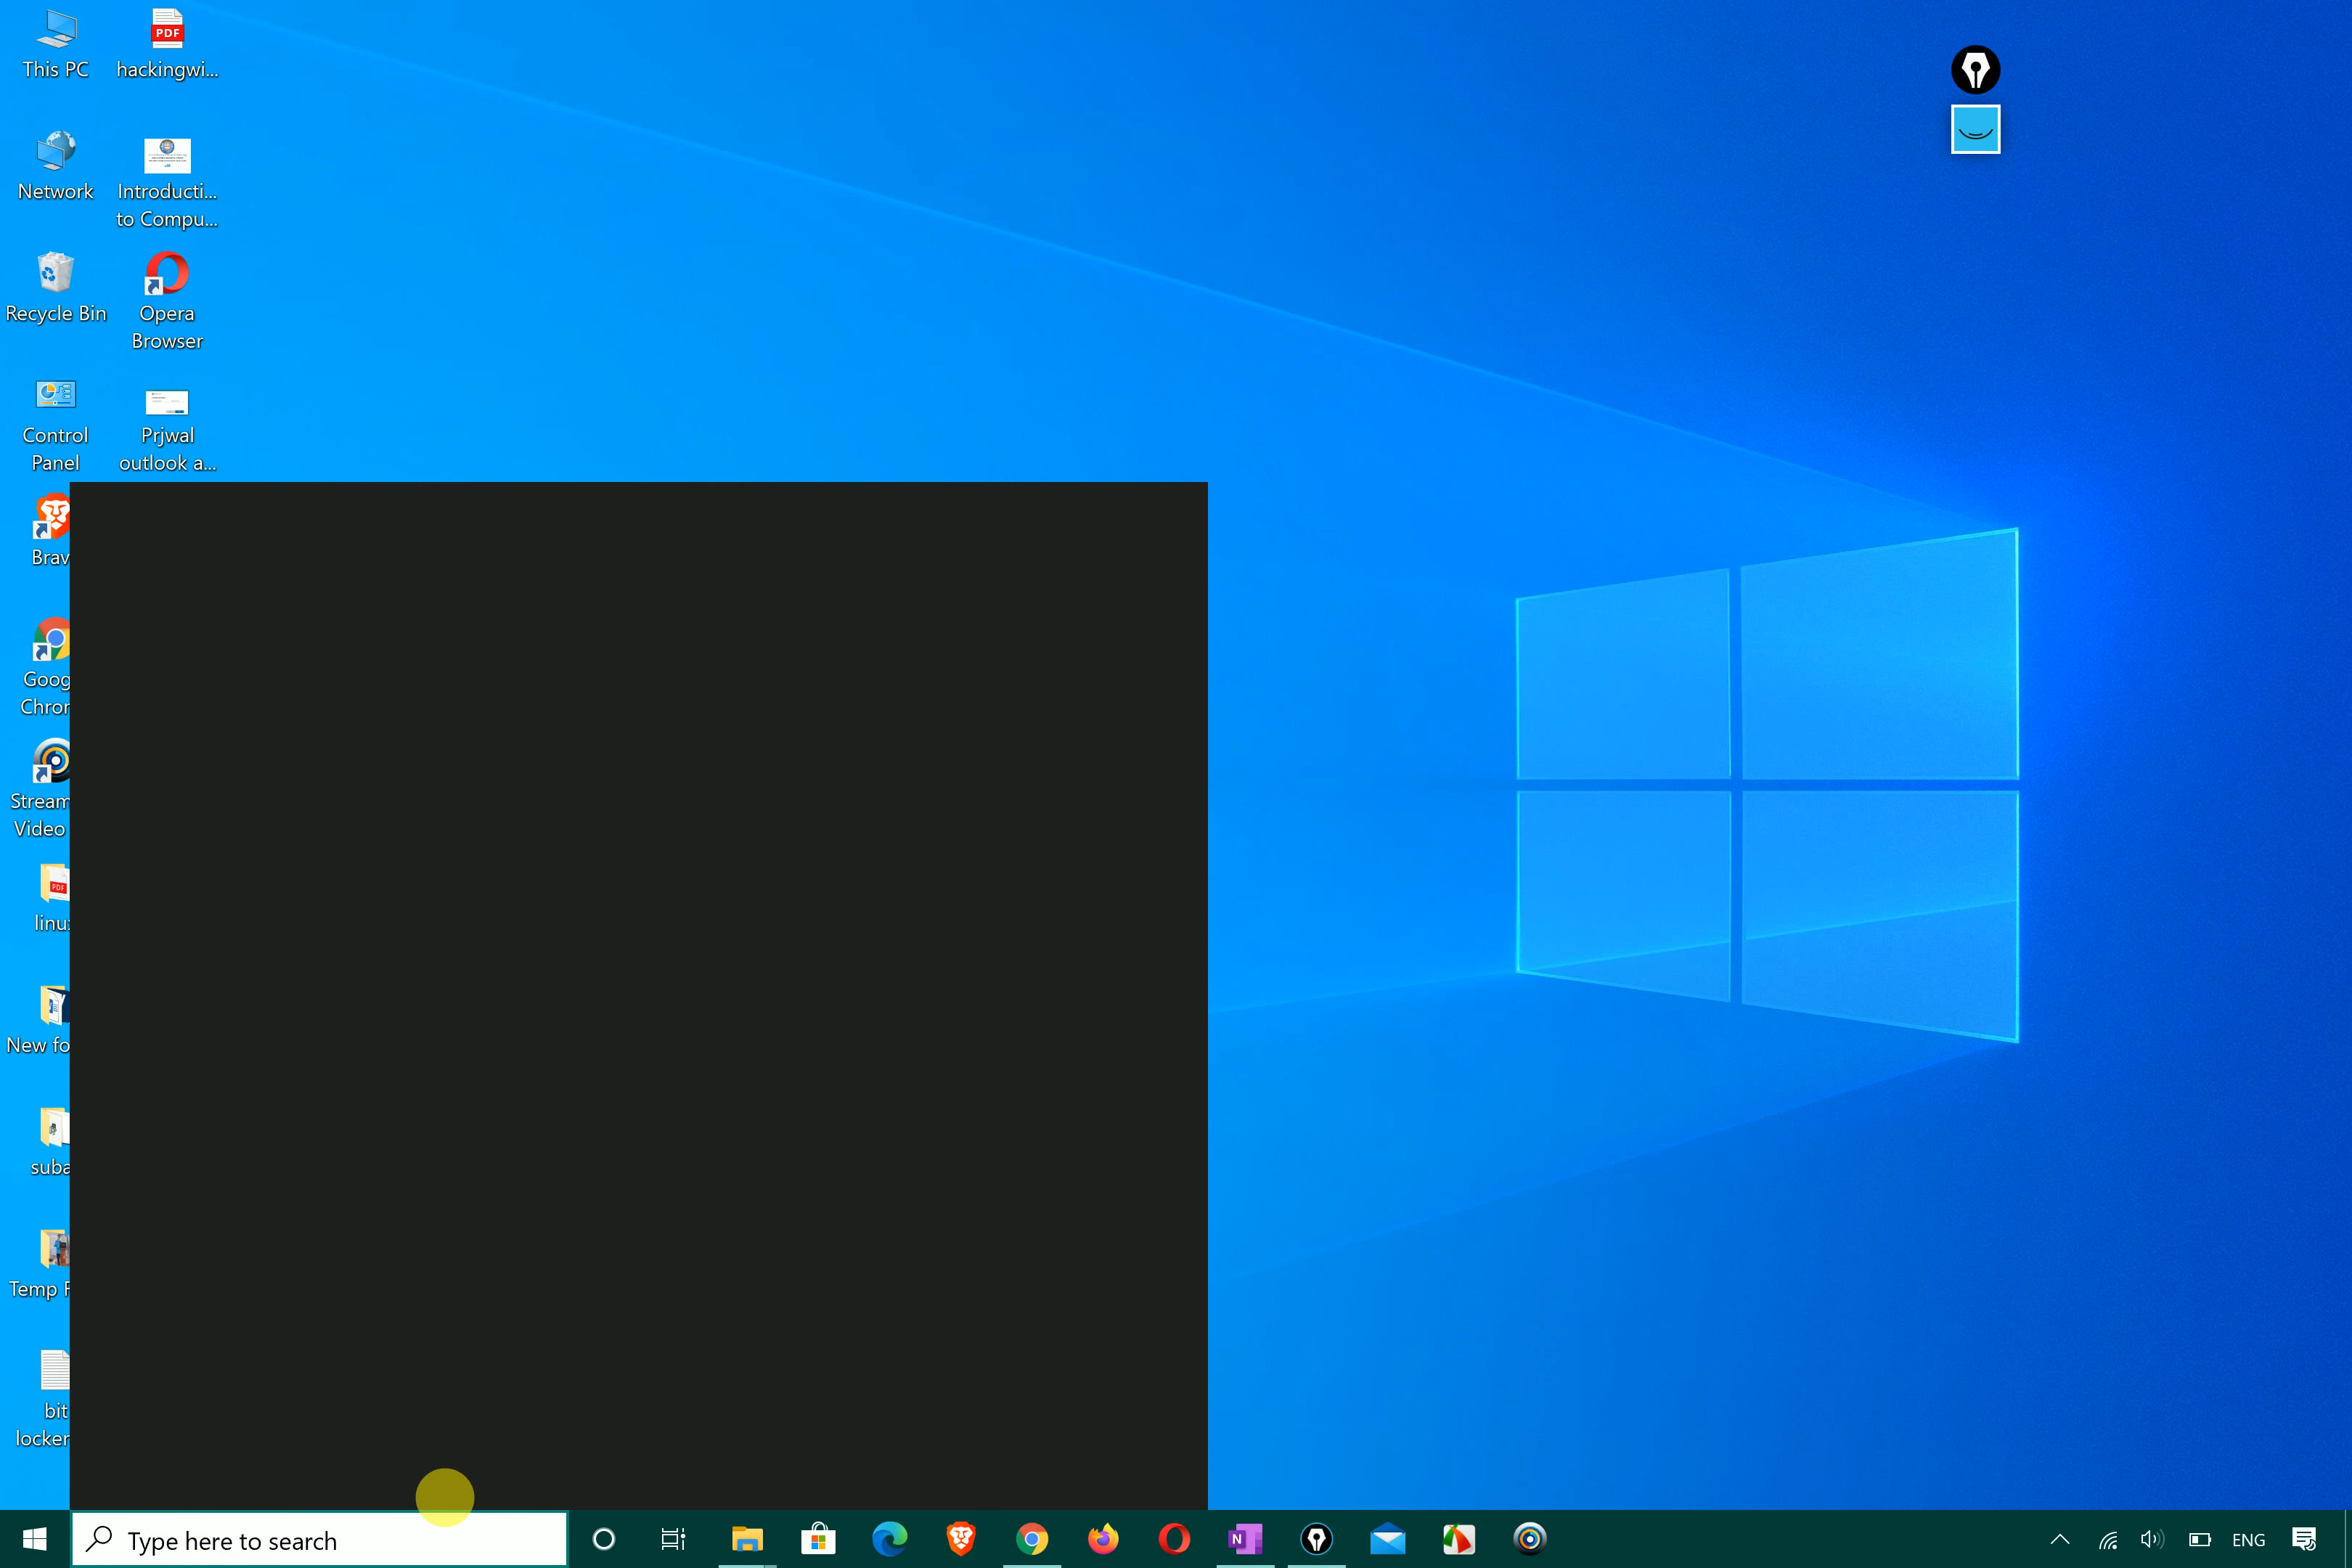 This PC
hackingwi...
Network
Introducti...
to Compu...
Recycle Bin
Opera
Browser
Control
Panel
Prjwal
outlook a...
Brav
Goog
Chror
Stream
Video
linu
New fo
suba
Temp F
bit
locker
PDF
PDF
N
Type here to search
ENG